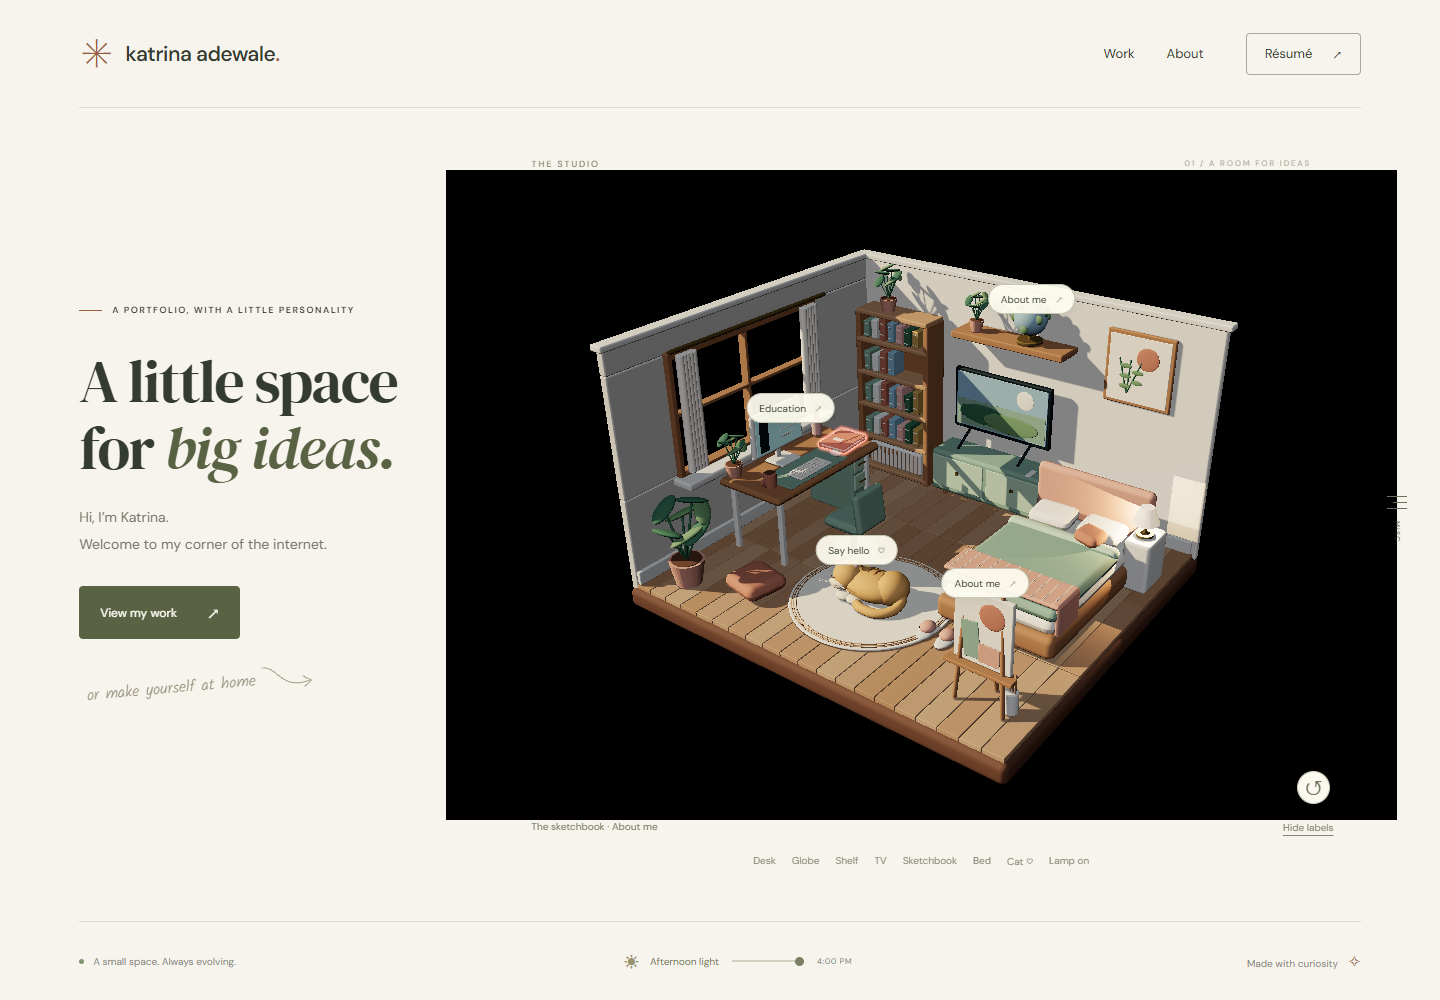 katrina adewale.
Work
About
Résumé ↗
THE STUDIO
01 / A ROOM FOR IDEAS
A PORTFOLIO, WITH A LITTLE PERSONALITY
A little space
for big ideas.
Hi, I'm Katrina.
Welcome to my corner of the internet.
View my work ↗
or make yourself at home
About me ↗
Education ↗
Say hello ♡
About me ↗
The sketchbook · About me
Hide labels
Desk Globe Shelf TV Sketchbook Bed Cat ♡ Lamp on
A small space. Always evolving.
Afternoon light
4:00 PM
Made with curiosity